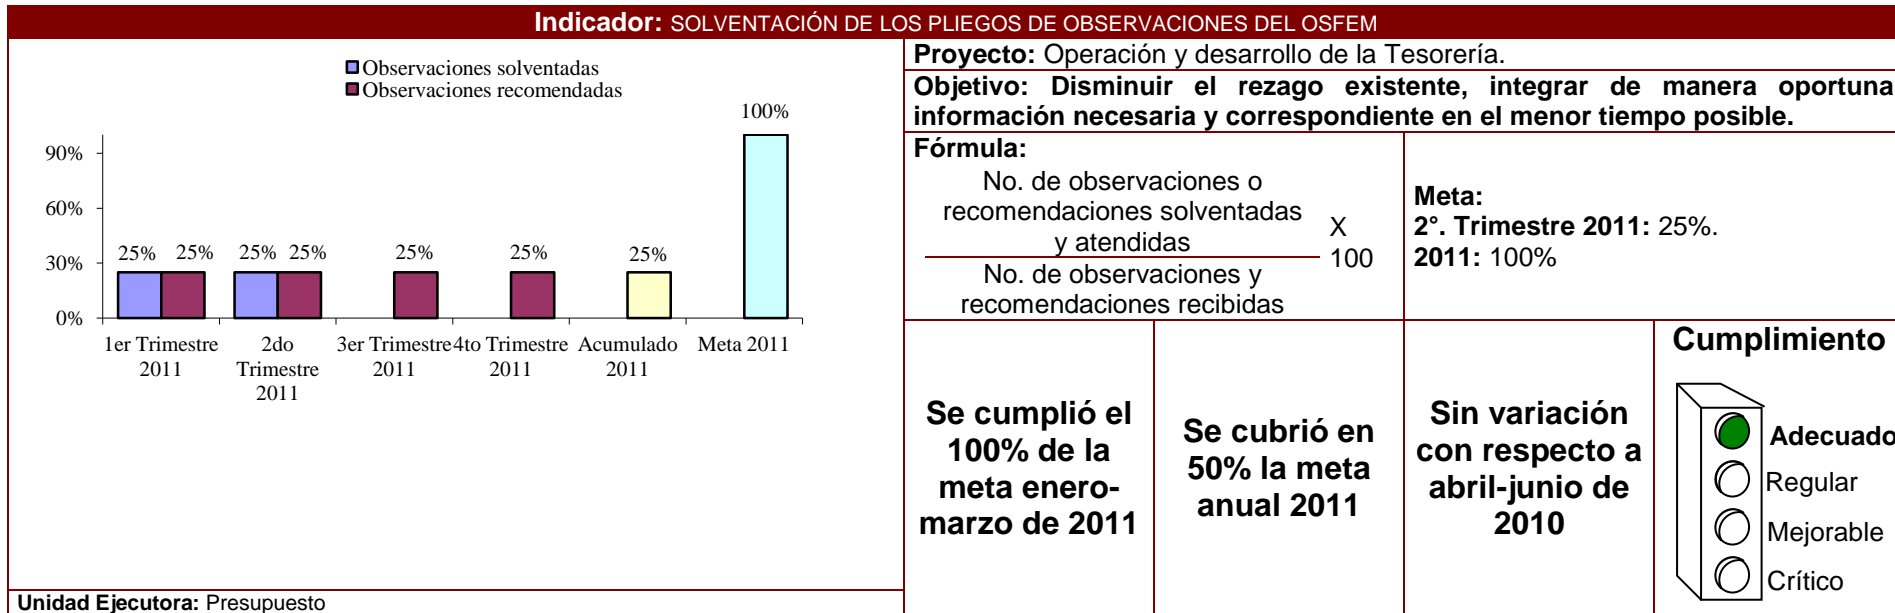 Indicador: SOLVENTACIÓN DE LOS PLIEGOS DE OBSERVACIONES DEL OSFEM
Observaciones solventadas
Observaciones recomendadas
100%
90%
60%
30%
0%
25%
25%
25%
25%
25%
25%
25%
1er Trimestre
2011
2do
Trimestre
2011
3er Trimestre
2011
4to Trimestre
2011
Acumulado
2011
Meta 2011
Unidad Ejecutora: Presupuesto
Proyecto: Operación y desarrollo de la Tesorería.
Objetivo: Disminuir el rezago existente, integrar de manera oportuna
información necesaria y correspondiente en el menor tiempo posible.
Fórmula:
No. de observaciones o
recomendaciones solventadas
y atendidas
No. de observaciones y
recomendaciones recibidas
X
100
Meta:
2°. Trimestre 2011: 25%.
2011: 100%
Se cumplió el
100% de la
meta enero-
marzo de 2011
Se cubrió en
50% la meta
anual 2011
Sin variación
con respecto a
abril-junio de
2010
Cumplimiento
Adecuado
Regular
Mejorable
Crítico